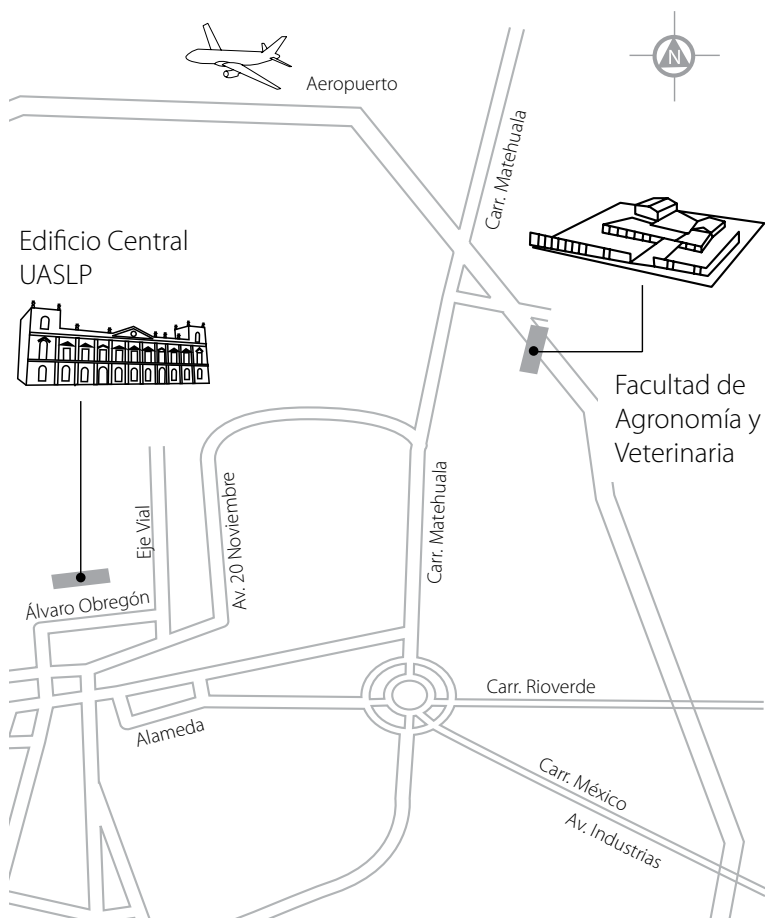 Aeropuerto
N
Carr. Matehuala
Edificio Central
UASLP
Facultad de
Agronomía y
Veterinaria
Eje Vial
Av. 20 Noviembre
Carr. Matehuala
Álvaro Obregón
Carr. Rioverde
Alameda
Carr. México
Av. Industrias